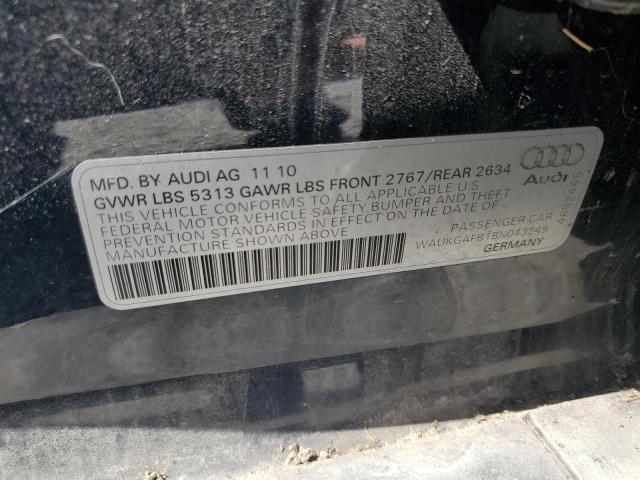 MFD. BY AUDI AG 11 10
GVWR LBS 5313 GAWR LBS FRONT 2767/REAR 2634
THIS VEHICLE CONFORMS TO ALL APPLICABLE U.S.
FEDERAL MOTOR VEHICLE SAFETY BUMPER AND THEFT
PREVENTION STANDARDS IN EFFECT ON THE DATE OF
MANUFACTURE SHOWN ABOVE
PASSENGER CAR
WAUKGAFB1BN043249
GERMANY
Audi